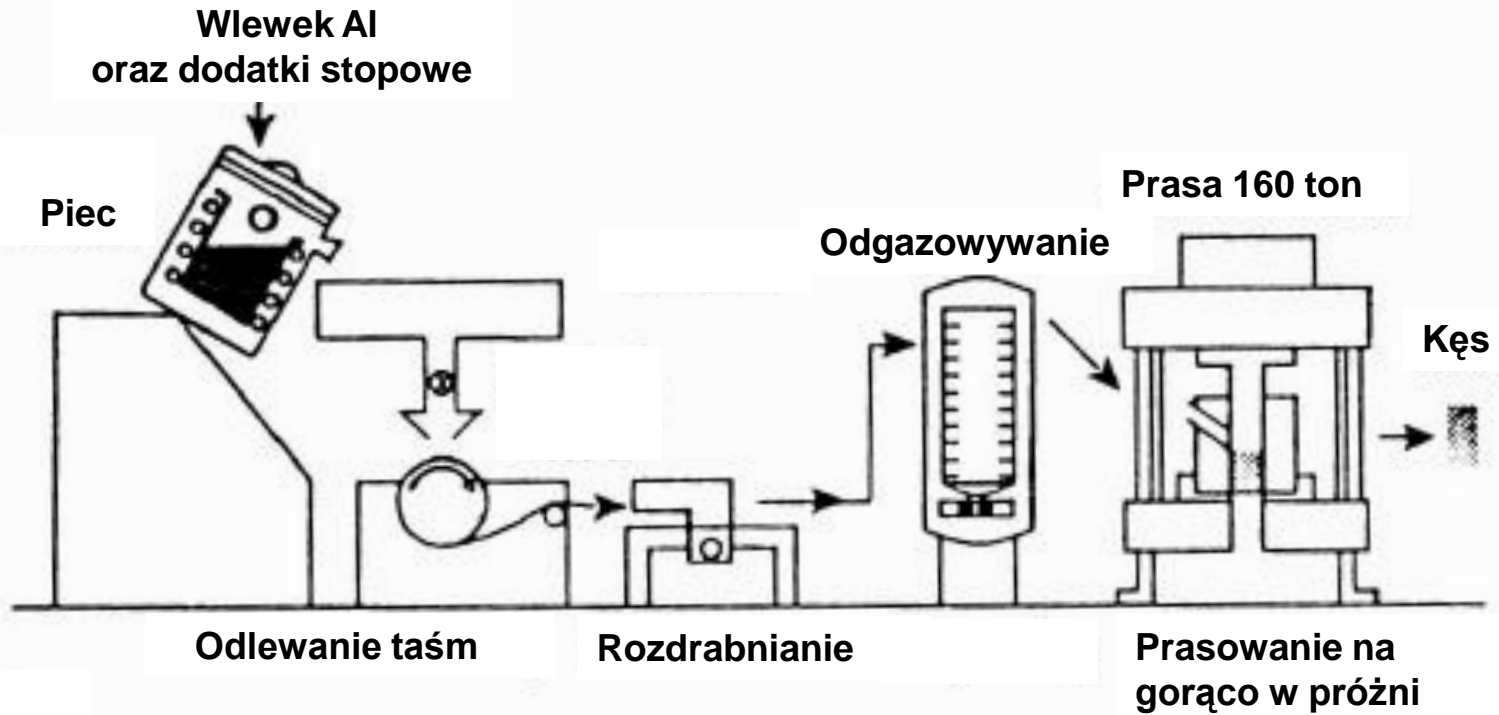 Wlewek Al
oraz dodatki stopowe
Piec
Prasa 160 ton
Odgazowywanie
Kęs
Odlewanie taśm
Rozdrabnianie
Prasowanie na
gorąco w próżni